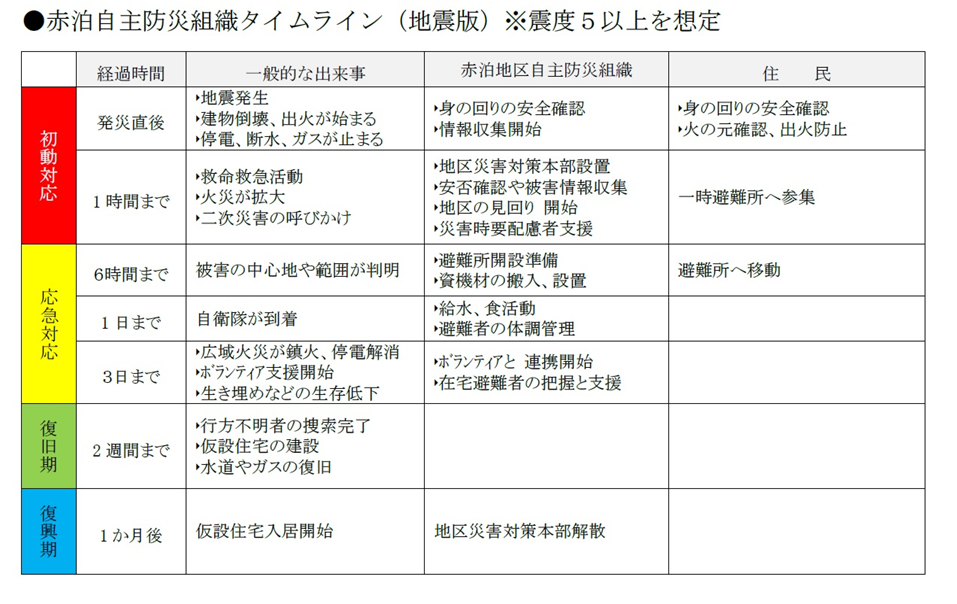 ●赤泊自主防災組織タイムライン（地震版）※震度５以上を想定
経過時間
一般的な出来事
赤泊地区自主防災組織
住　　民
初動対応
発災直後
・地震発生
・建物倒壊、出火が始まる
・停電、断水、ガスが止まる
・身の回りの安全確認
・情報収集開始
・身の回りの安全確認
・火の元確認、出火防止
1時間まで
・救命救急活動
・火災が拡大
・二次災害の呼びかけ
・地区災害対策本部設置
・安否確認や被害情報収集
・地区の見回り 開始
・災害時要配慮者支援
一時避難所へ参集
応急対応
6時間まで
被害の中心地や範囲が判明
・避難所開設準備
・資機材の搬入、設置
避難所へ移動
1日まで
自衛隊が到着
・給水、食活動
・避難者の体調管理
3日まで
・広域火災が鎮火、停電解消
・ﾎﾞﾗﾝﾃｨｱ支援開始
・生き埋めなどの生存低下
・ﾎﾞﾗﾝﾃｨｱと 連携開始
・在宅避難者の把握と支援
復旧期
2週間まで
・行方不明者の捜索完了
・仮設住宅の建設
・水道やガスの復旧
復興期
1か月後
仮設住宅入居開始
地区災害対策本部解散